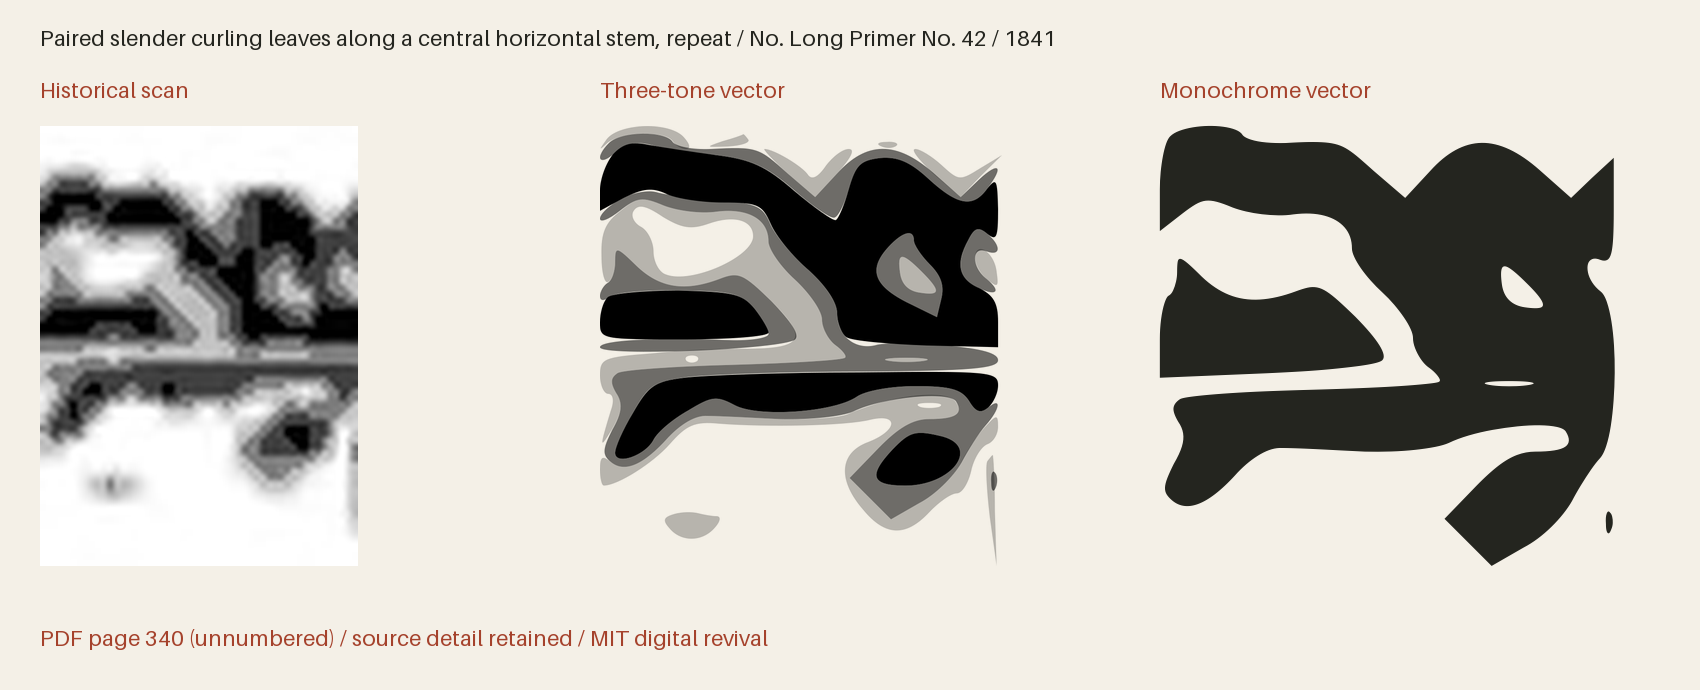 Paired slender curling leaves along a central horizontal stem, repeat / No. Long Primer No. 42 / 1841
Historical scan
Three-tone vector
Monochrome vector
PDF page 340 (unnumbered) / source detail retained / MIT digital revival